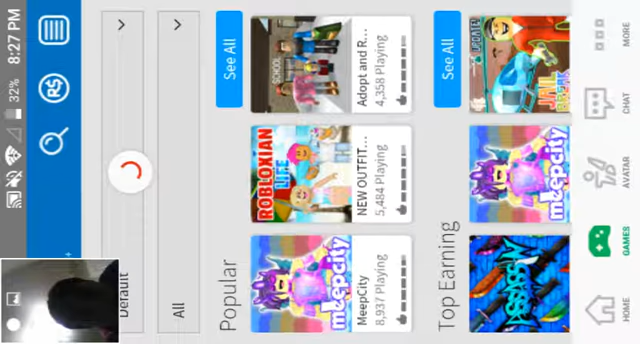 32% 8:27 PM
R$
Default
All
Popular
See All
MeepCity
8,937 Playing
NEW OUTFIT...
5,484 Playing
Adopt and R...
4,358 Playing
meepcity
ROBLOXIAN
LIFE
SCHOOL
Top Earning
See All
ASSASSIN
meepcity
UPDATE
JAIL
BREAK
HOME
GAMES
AVATAR
CHAT
MORE